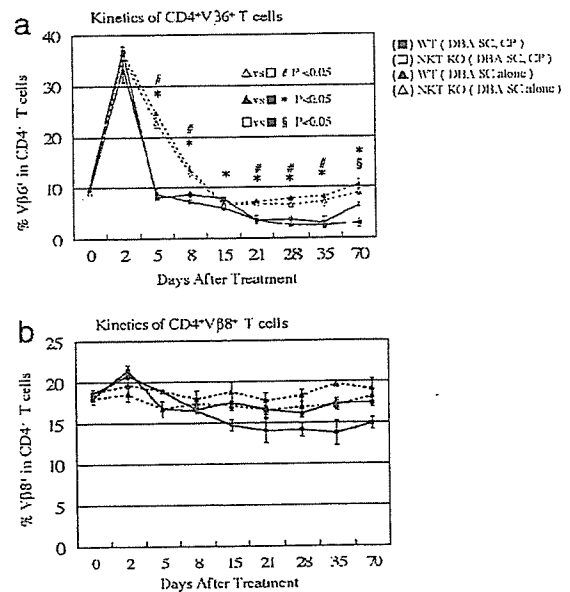 a
Kinetics of CD4⁺Vβ6⁺ T cells
% Vβ6⁺ in CD4⁺ T cells
40
30
20
10
0
△vs□ # P<0.05
▲vs■ * P<0.05
□vs■ § P<0.05
(■) WT ( DBA SC, CP )
(□) NKT KO ( DBA SC, CP )
(▲) WT ( DBA SC alone )
(△) NKT KO ( DBA SC alone )
§ *
# *
*
# *
# *
# *
* §
0 2 5 8 15 21 28 35 70
Days After Treatment
b
Kinetics of CD4⁺Vβ8⁺ T cells
% Vβ8⁺ in CD4⁺ T cells
25
20
15
10
5
0
0 2 5 8 15 21 28 35 70
Days After Treatment